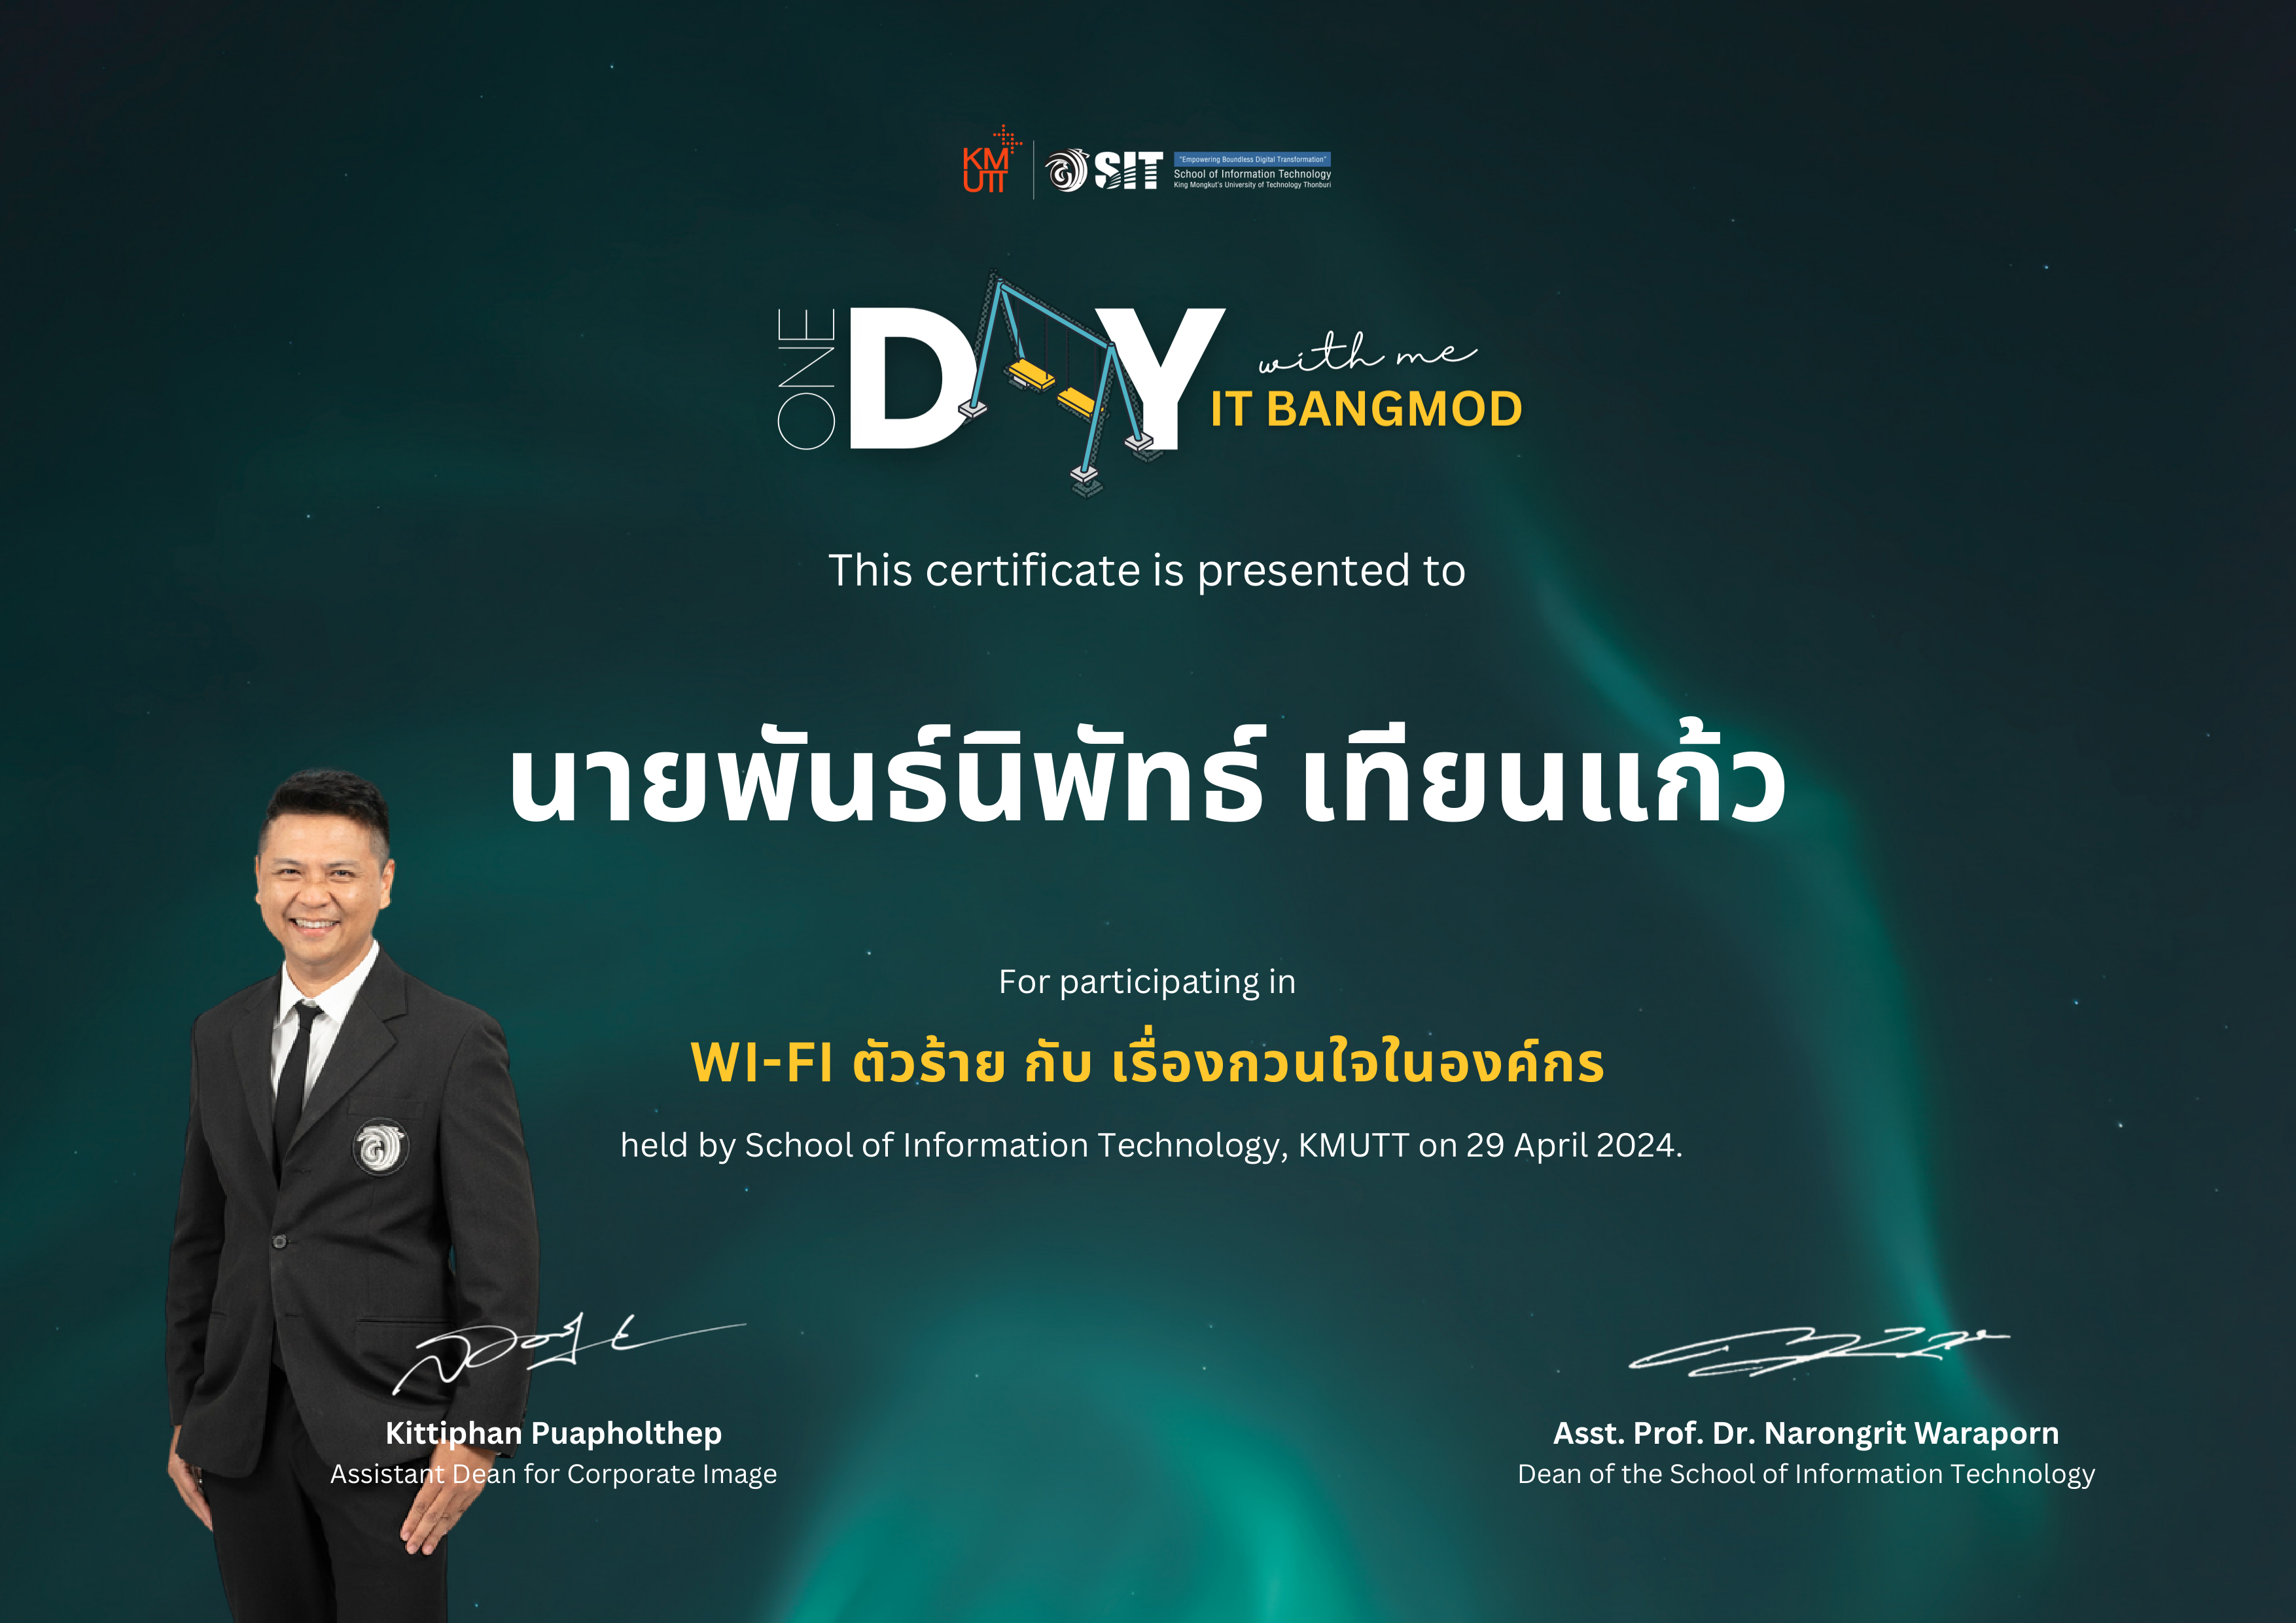 KMUTT
SIT
"Empowering Boundless Digital Transformation"
School of Information Technology
King Mongkut's University of Technology Thonburi
ONE DAY with me
IT BANGMOD
This certificate is presented to
นายพันธ์นิพัทธ์ เทียนแก้ว
For participating in
WI-FI ตัวร้าย กับ เรื่องกวนใจในองค์กร
held by School of Information Technology, KMUTT on 29 April 2024.
Kittiphan Puapholthep
Assistant Dean for Corporate Image
Asst. Prof. Dr. Narongrit Waraporn
Dean of the School of Information Technology